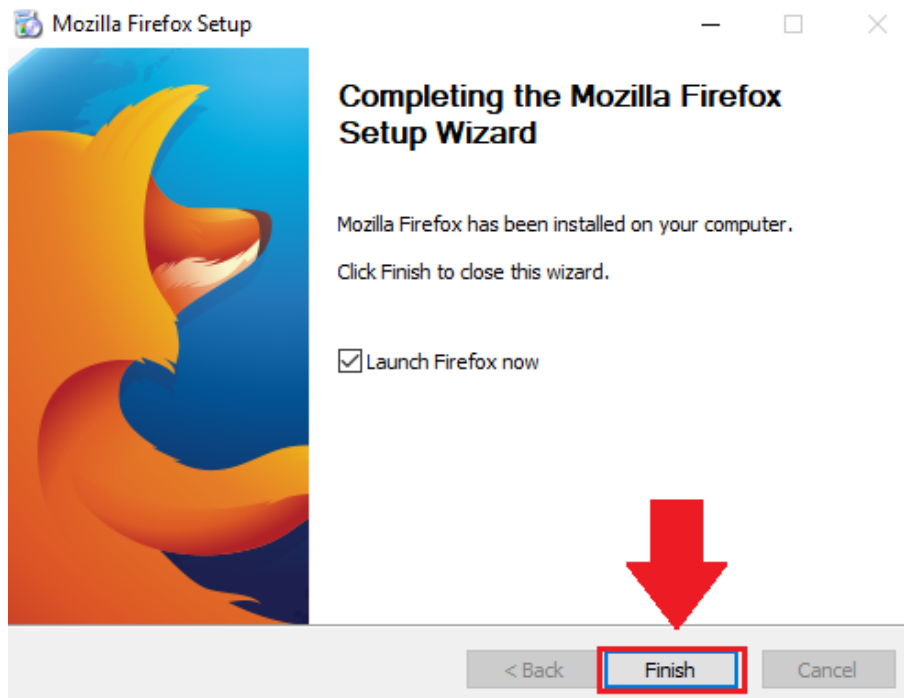 Mozilla Firefox Setup
Completing the Mozilla Firefox
Setup Wizard
Mozilla Firefox has been installed on your computer.
Click Finish to close this wizard.
Launch Firefox now
< Back
Finish
Cancel